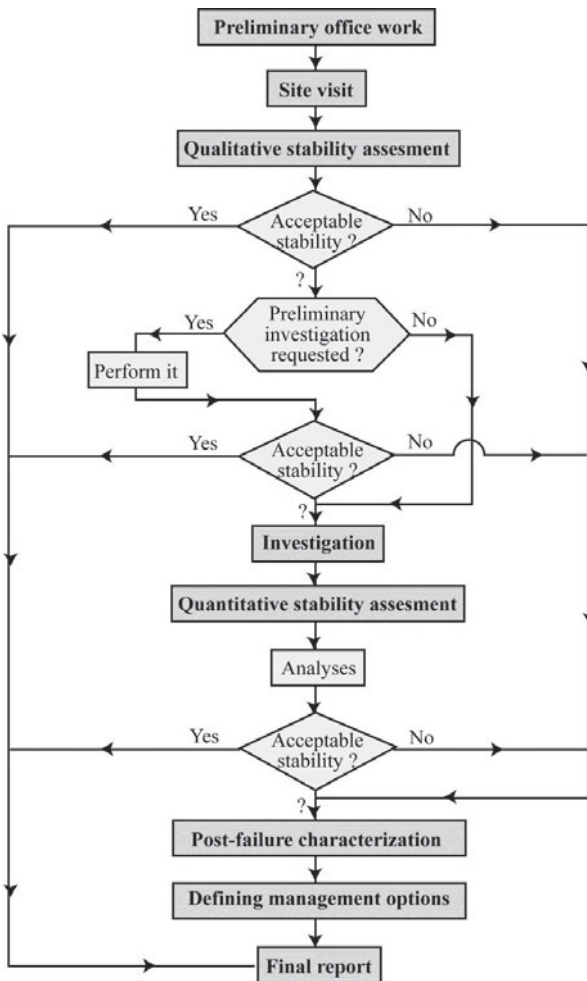 Preliminary office work
Site visit
Qualitative stability assesment
Yes
Acceptable
stability ?
No
?
Yes
Preliminary
investigation
requested ?
No
Perform it
Yes
Acceptable
stability ?
No
?
Investigation
Quantitative stability assesment
Analyses
Yes
Acceptable
stability ?
No
?
Post-failure characterization
Defining management options
Final report